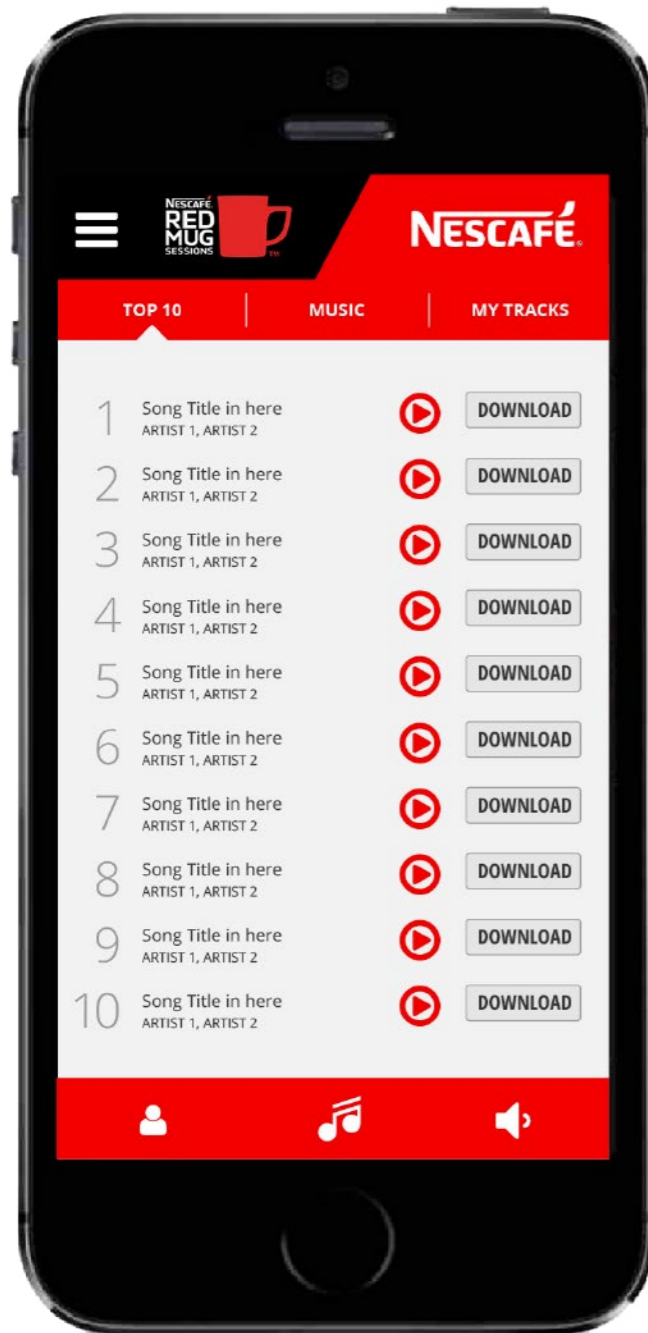 NESCAFÉ
RED
MUG
SESSIONS
TM
NESCAFÉ®
TOP 10
MUSIC
MY TRACKS
1 Song Title in here DOWNLOAD
ARTIST 1, ARTIST 2
2 Song Title in here DOWNLOAD
ARTIST 1, ARTIST 2
3 Song Title in here DOWNLOAD
ARTIST 1, ARTIST 2
4 Song Title in here DOWNLOAD
ARTIST 1, ARTIST 2
5 Song Title in here DOWNLOAD
ARTIST 1, ARTIST 2
6 Song Title in here DOWNLOAD
ARTIST 1, ARTIST 2
7 Song Title in here DOWNLOAD
ARTIST 1, ARTIST 2
8 Song Title in here DOWNLOAD
ARTIST 1, ARTIST 2
9 Song Title in here DOWNLOAD
ARTIST 1, ARTIST 2
10 Song Title in here DOWNLOAD
ARTIST 1, ARTIST 2